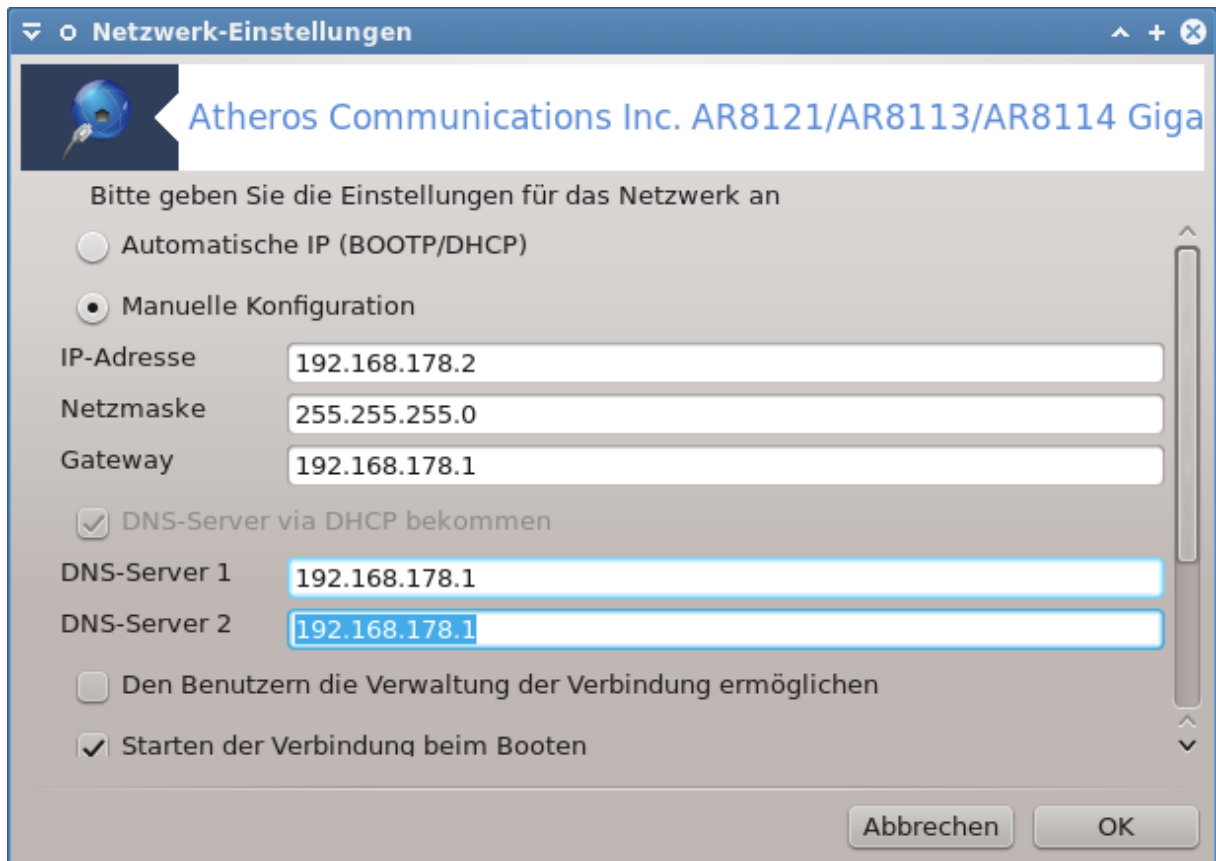 Netzwerk-Einstellungen
Atheros Communications Inc. AR8121/AR8113/AR8114 Giga
Bitte geben Sie die Einstellungen für das Netzwerk an
Automatische IP (BOOTP/DHCP)
Manuelle Konfiguration
IP-Adresse 192.168.178.2
Netzmaske 255.255.255.0
Gateway 192.168.178.1
DNS-Server via DHCP bekommen
DNS-Server 1 192.168.178.1
DNS-Server 2 192.168.178.1
Den Benutzern die Verwaltung der Verbindung ermöglichen
Starten der Verbindung beim Booten
Abbrechen OK